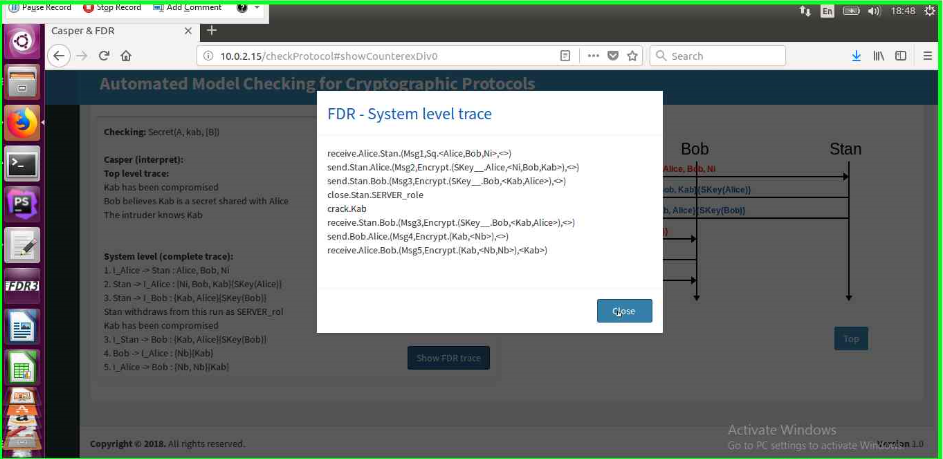 Pause Record Stop Record Add Comment
En 18:48
Casper & FDR
10.0.2.15/checkProtocol#showCounterexDiv0 Search
Automated Model Checking for Cryptographic Protocols
Checking: Secret(A, kab, [B])
Casper (interpret):
Top level trace:
Kab has been compromised
Bob believes Kab is a secret shared with Alice
The intruder knows Kab
System level (complete trace):
1. I_Alice -> Stan : Alice, Bob, Ni
2. Stan -> I_Alice : {Ni, Bob, Kab}{SKey(Alice)}
3. Stan -> I_Bob : {Kab, Alice}{SKey(Bob)}
Stan withdraws from this run as SERVER_rol
Kab has been compromised
3. I_Stan -> Bob : {Kab, Alice}{SKey(Bob)}
4. Bob -> I_Alice : {Nb}{Kab}
5. I_Alice -> Bob : {Nb, Nb}{Kab}
Show FDR trace
FDR - System level trace
receive.Alice.Stan.(Msg1,Sq.<Alice,Bob,Ni>,<>)
send.Stan.Alice.(Msg2,Encrypt.(SKey__.Alice,<Ni,Bob,Kab>),<>)
send.Stan.Bob.(Msg3,Encrypt.(SKey__.Bob,<Kab,Alice>),<>)
close.Stan.SERVER_role
crack.Kab
receive.Stan.Bob.(Msg3,Encrypt.(SKey__.Bob,<Kab,Alice>),<>)
send.Bob.Alice.(Msg4,Encrypt.(Kab,<Nb>),<>)
receive.Alice.Bob.(Msg5,Encrypt.(Kab,<Nb,Nb>),<Kab>)
Close
Bob Stan
Alice, Bob, Ni
Bob, Kab}{SKey(Alice)}
b, Alice}{SKey(Bob)}
Top
FDR3
PS
Copyright © 2018. All rights reserved.
Version 1.0
Activate Windows
Go to PC settings to activate Windows.